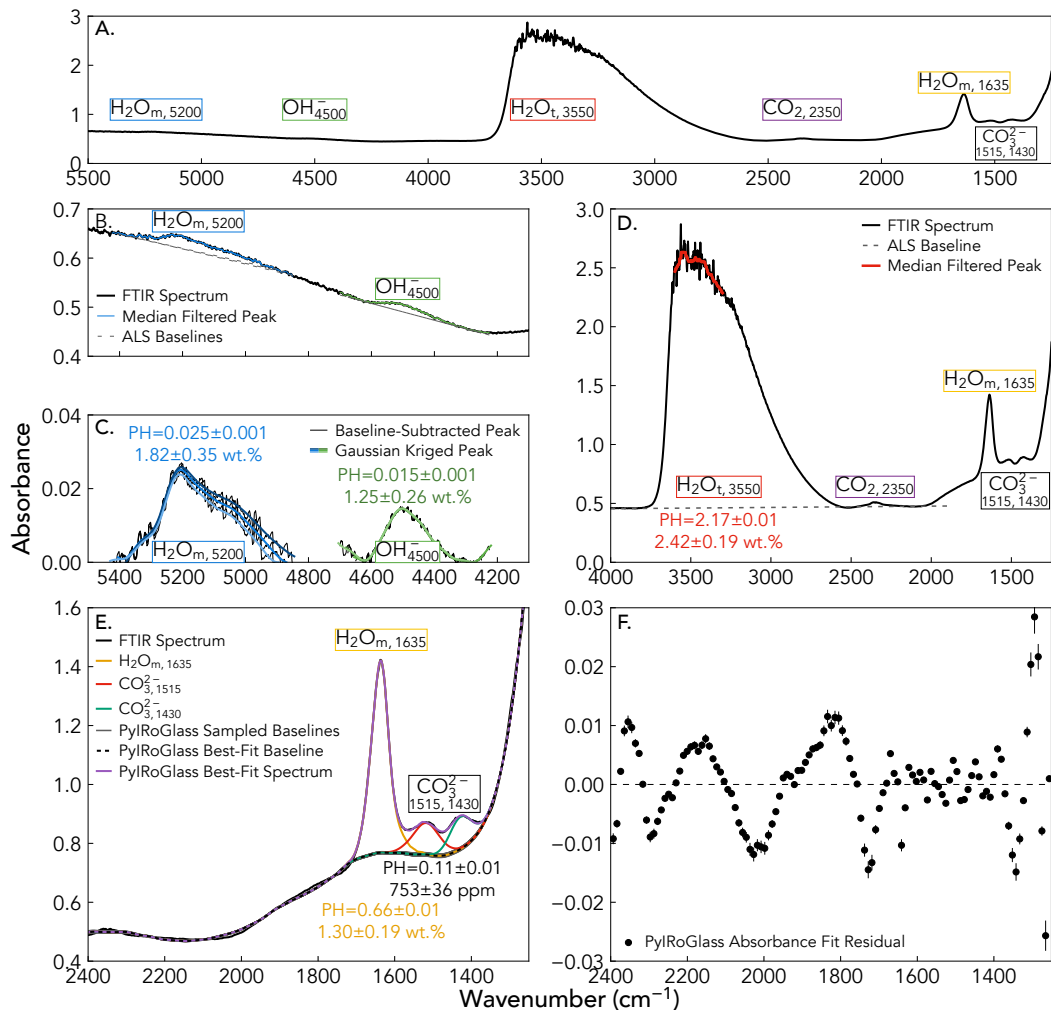 A.
H₂Oₘ, ₅₂₀₀
OH⁻₄₅₀₀
H₂Oₜ, ₃₅₅₀
CO₂, ₂₃₅₀
H₂Oₘ, ₁₆₃₅
CO₃²⁻
1515, 1430
3
2
1
0
5500 5000 4500 4000 3500 3000 2500 2000 1500
B.
H₂Oₘ, ₅₂₀₀
OH⁻₄₅₀₀
FTIR Spectrum
Median Filtered Peak
ALS Baselines
0.7
0.6
0.5
0.4
C.
PH=0.025±0.001
1.82±0.35 wt.%
Baseline-Subtracted Peak
Gaussian Kriged Peak
PH=0.015±0.001
1.25±0.26 wt.%
H₂Oₘ, ₅₂₀₀
OH⁻₄₅₀₀
0.04
0.02
0.00
5400 5200 5000 4800 4600 4400 4200
D.
FTIR Spectrum
ALS Baseline
Median Filtered Peak
H₂Oₘ, ₁₆₃₅
H₂Oₜ, ₃₅₅₀
CO₂, ₂₃₅₀
CO₃²⁻
1515, 1430
PH=2.17±0.01
2.42±0.19 wt.%
3.0
2.5
2.0
1.5
1.0
0.5
0.0
4000 3500 3000 2500 2000 1500
Absorbance
E.
FTIR Spectrum
H₂Oₘ, ₁₆₃₅
CO₃²⁻, ₁₅₁₅
CO₃²⁻, ₁₄₃₀
PyIRoGlass Sampled Baselines
PyIRoGlass Best-Fit Baseline
PyIRoGlass Best-Fit Spectrum
H₂Oₘ, ₁₆₃₅
CO₃²⁻
1515, 1430
PH=0.11±0.01
753±36 ppm
PH=0.66±0.01
1.30±0.19 wt.%
1.6
1.4
1.2
1.0
0.8
0.6
0.4
2400 2200 2000 1800 1600 1400
F.
PyIRoGlass Absorbance Fit Residual
0.03
0.02
0.01
0.00
−0.01
−0.02
−0.03
2400 2200 2000 1800 1600 1400
Wavenumber (cm⁻¹)